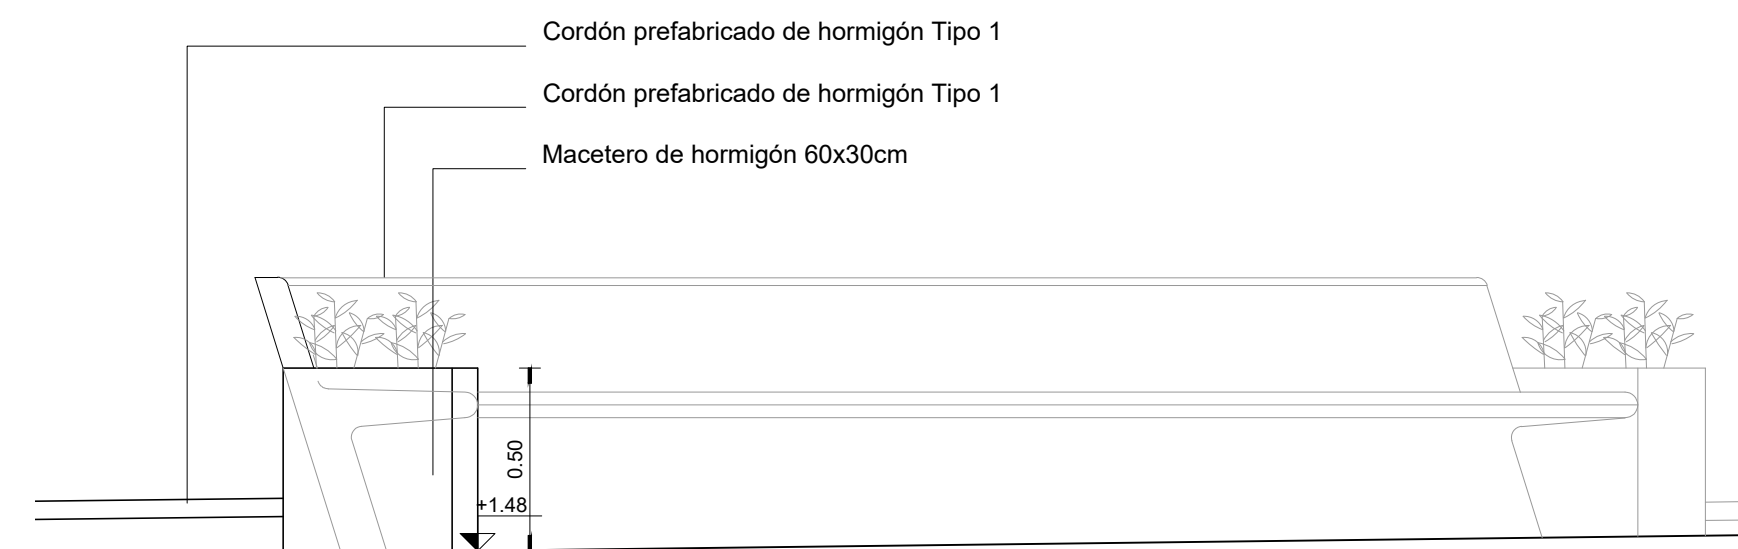 Cordón prefabricado de hormigón Tipo 1
Cordón prefabricado de hormigón Tipo 1
Macetero de hormigón 60x30cm
0.50
+1.48